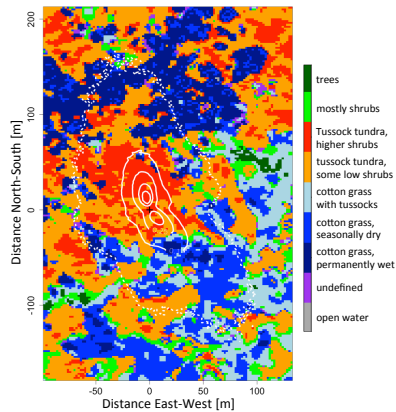 200
100
0
-100
Distance North-South [m]
-50
0
50
100
Distance East-West [m]
trees
mostly shrubs
Tussock tundra,
higher shrubs
tussock tundra,
some low shrubs
cotton grass
with tussocks
cotton grass,
seasonally dry
cotton grass,
permanently wet
undefined
open water